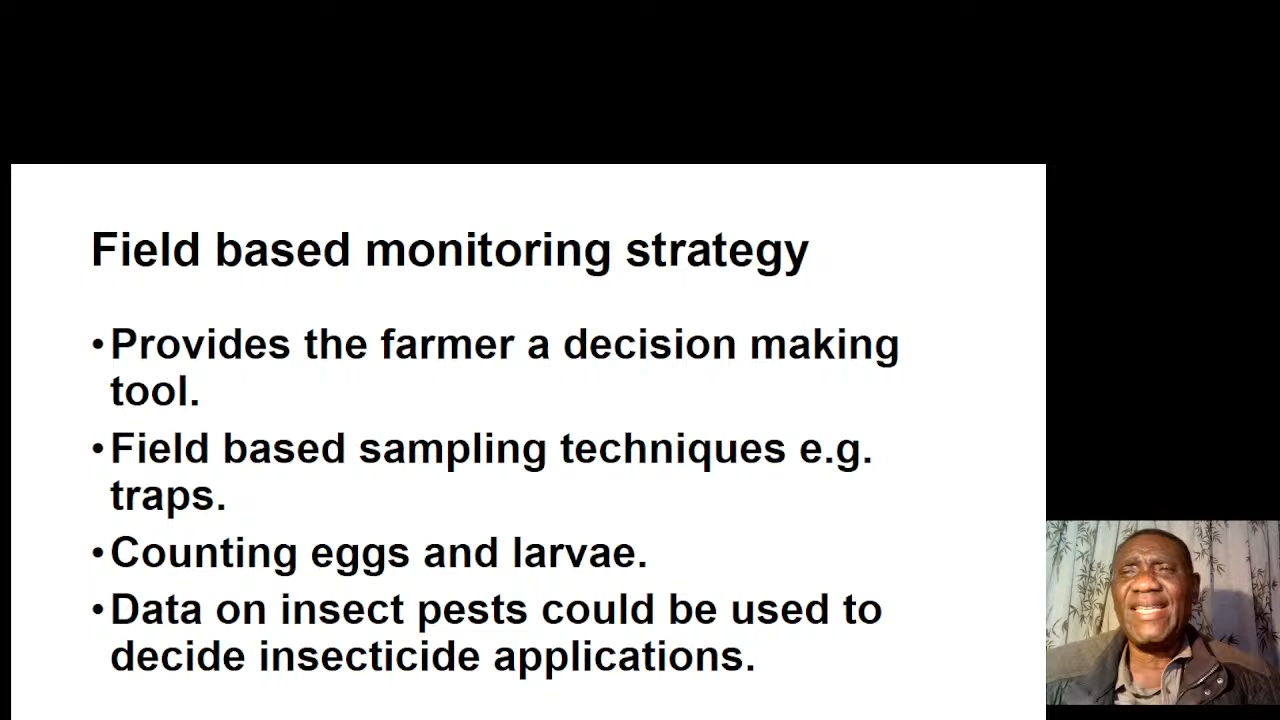 Field based monitoring strategy
•Provides the farmer a decision making
tool.
•Field based sampling techniques e.g.
traps.
•Counting eggs and larvae.
•Data on insect pests could be used to
decide insecticide applications.